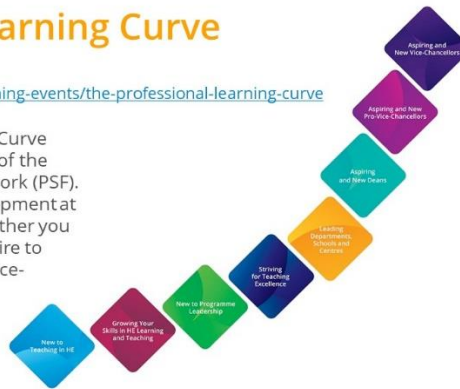 arning Curve
ning-events/the-professional-learning-curve
Curve
of the
ork (PSF).
pment at
ther you
ire to
ce-
Aspiring and
New Vice-Chancellors
Aspiring and New
Pro-Vice-Chancellors
Aspiring
and New Deans
Leading
Departments,
Schools and
Centres
Striving
for Teaching
Excellence
New to Programme
Leadership
Growing Your
Skills in HE Learning
and Teaching
New to
Teaching in HE